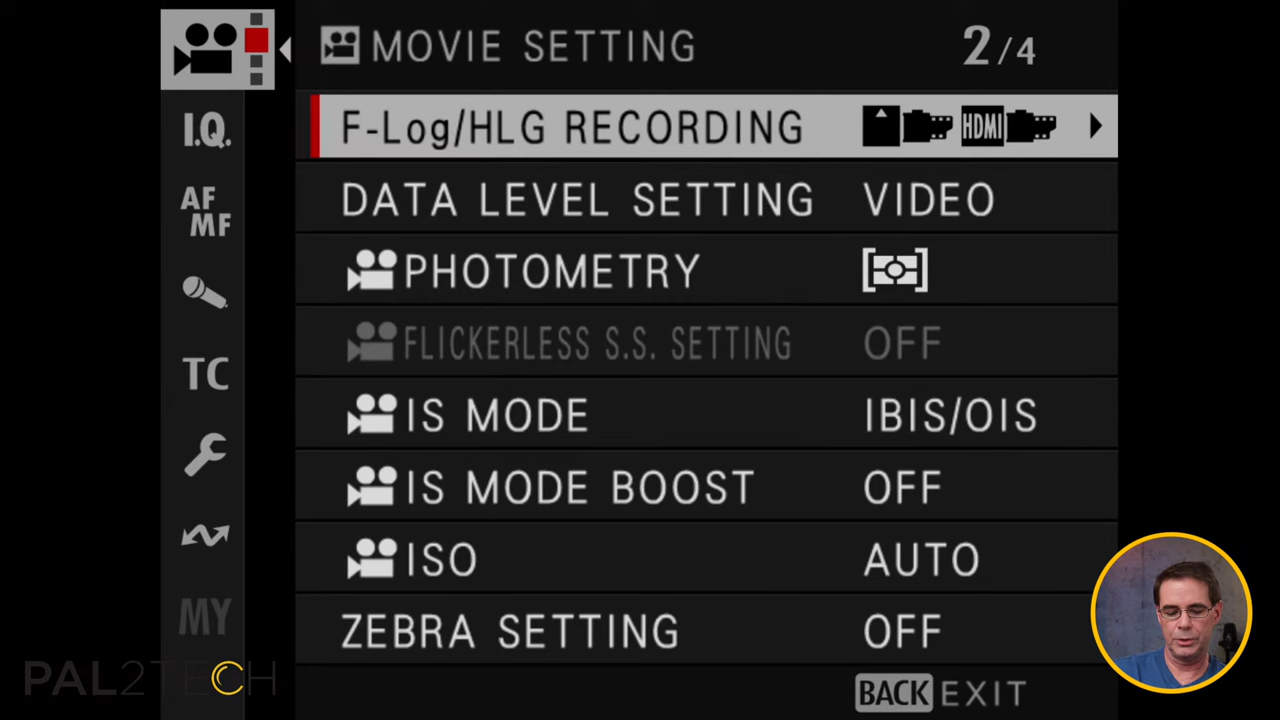 MOVIE SETTING 2/4
I.Q.
AF
MF
TC
MY
F-Log/HLG RECORDING HDMI
DATA LEVEL SETTING VIDEO
PHOTOMETRY
FLICKERLESS S.S. SETTING OFF
IS MODE IBIS/OIS
IS MODE BOOST OFF
ISO AUTO
ZEBRA SETTING OFF
BACK EXIT
PAL2TECH